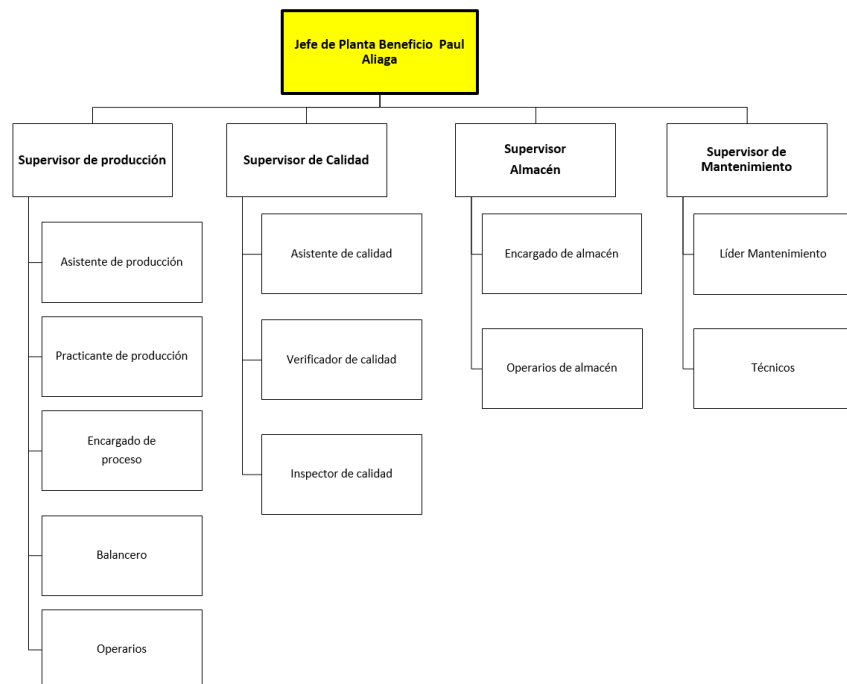 Jefe de Planta Beneficio Paul
Aliaga
Supervisor de producción
Supervisor de Calidad
Supervisor
Almacén
Supervisor de
Mantenimiento
Asistente de producción
Practicante de producción
Encargado de
proceso
Balancero
Operarios
Asistente de calidad
Verificador de calidad
Inspector de calidad
Encargado de almacén
Operarios de almacén
Líder Mantenimiento
Técnicos